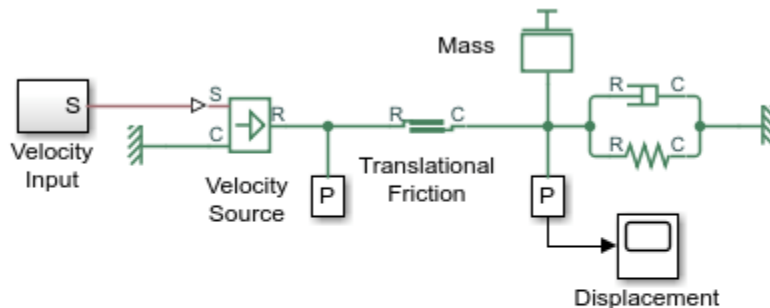 Mass
S
S
R
C
R
C
R
C
R
C
P
P
Velocity
Input
Velocity
Source
Translational
Friction
Displacement